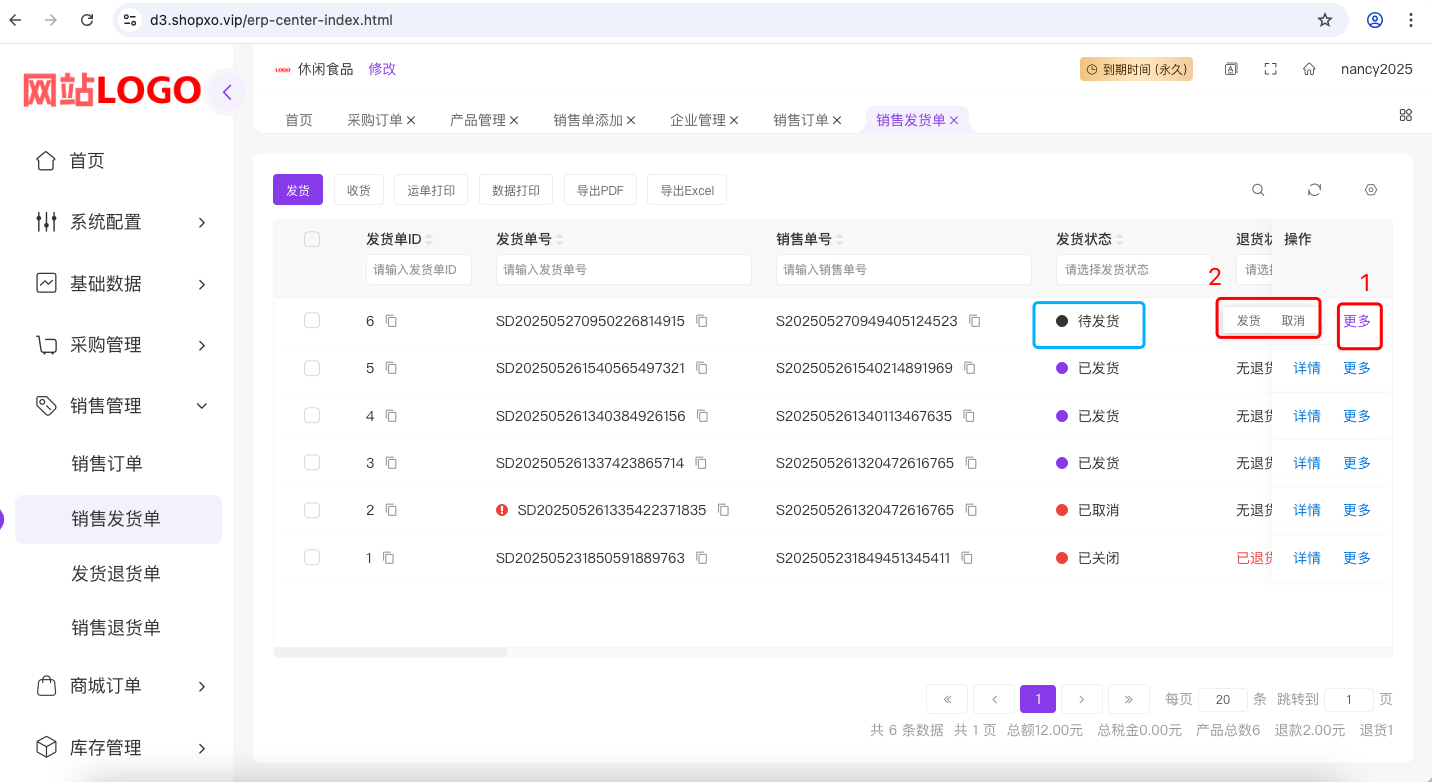 d3.shopxo.vip/erp-center-index.html
网站LOGO
LOGO 休闲食品 修改 到期时间 (永久) nancy2025
首页 采购订单 产品管理 销售单添加 企业管理 销售订单 销售发货单
首页
系统配置
基础数据
采购管理
销售管理
销售订单
销售发货单
发货退货单
销售退货单
商城订单
库存管理
发货 收货 运单打印 数据打印 导出PDF 导出Excel
发货单ID 发货单号 销售单号 发货状态 退货状 操作
请输入发货单ID 请输入发货单号 请输入销售单号 请选择发货状态 请选
2 1
6 SD202505270950226814915 S202505270949405124523 待发货 发货 取消 更多
5 SD202505261540565497321 S202505261540214891969 已发货 无退货 详情 更多
4 SD202505261340384926156 S202505261340113467635 已发货 无退货 详情 更多
3 SD202505261337423865714 S202505261320472616765 已发货 无退货 详情 更多
2 SD202505261335422371835 S202505261320472616765 已取消 无退货 详情 更多
1 SD202505231850591889763 S202505231849451345411 已关闭 已退货 详情 更多
« ‹ 1 › » 每页 20 条 跳转到 1 页
共 6 条数据 共 1 页 总额12.00元 总税金0.00元 产品总数6 退款2.00元 退货1